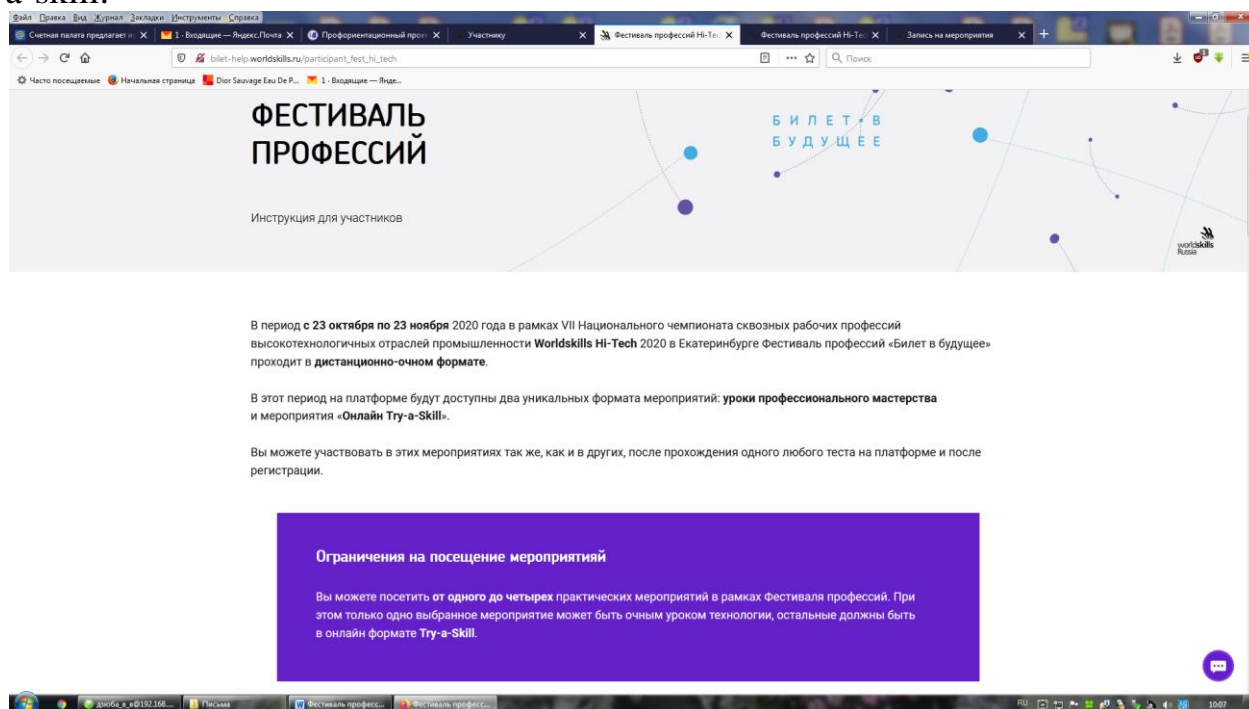 a-skill.
Файл Правка Вид Журнал Закладки Инструменты Справка
Счетная палата предлагает и X 1 · Входящие — Яндекс.Почта X Профориентационный прое X Участнику X Фестиваль профессий Hi-Tec X Фестиваль профессий Hi-Tec X Запись на мероприятия X +
bilet-help.worldskills.ru/participant_fest_hi_tech Поиск
Часто посещаемые Начальная страница Dior Sauvage Eau De P... 1 · Входящие — Янде...
ФЕСТИВАЛЬ
ПРОФЕССИЙ
БИЛЕТ В
БУДУЩЕЕ
Инструкция для участников
worldskills
Russia
В период с 23 октября по 23 ноября 2020 года в рамках VII Национального чемпионата сквозных рабочих профессий
высокотехнологичных отраслей промышленности Worldskills Hi-Tech 2020 в Екатеринбурге Фестиваль профессий «Билет в будущее»
проходит в дистанционно-очном формате.
В этот период на платформе будут доступны два уникальных формата мероприятий: уроки профессионального мастерства
и мероприятия «Онлайн Try-a-Skill».
Вы можете участвовать в этих мероприятиях так же, как и в других, после прохождения одного любого теста на платформе и после
регистрации.
Ограничения на посещение мероприятияй
Вы можете посетить от одного до четырех практических мероприятий в рамках Фестиваля профессий. При
этом только одно выбранное мероприятие может быть очным уроком технологии, остальные должны быть
в онлайн формате Try-a-Skill.
дзюба_в_в@192.168.... Письма Фестиваль професс... Фестиваль професс... RU 10:07